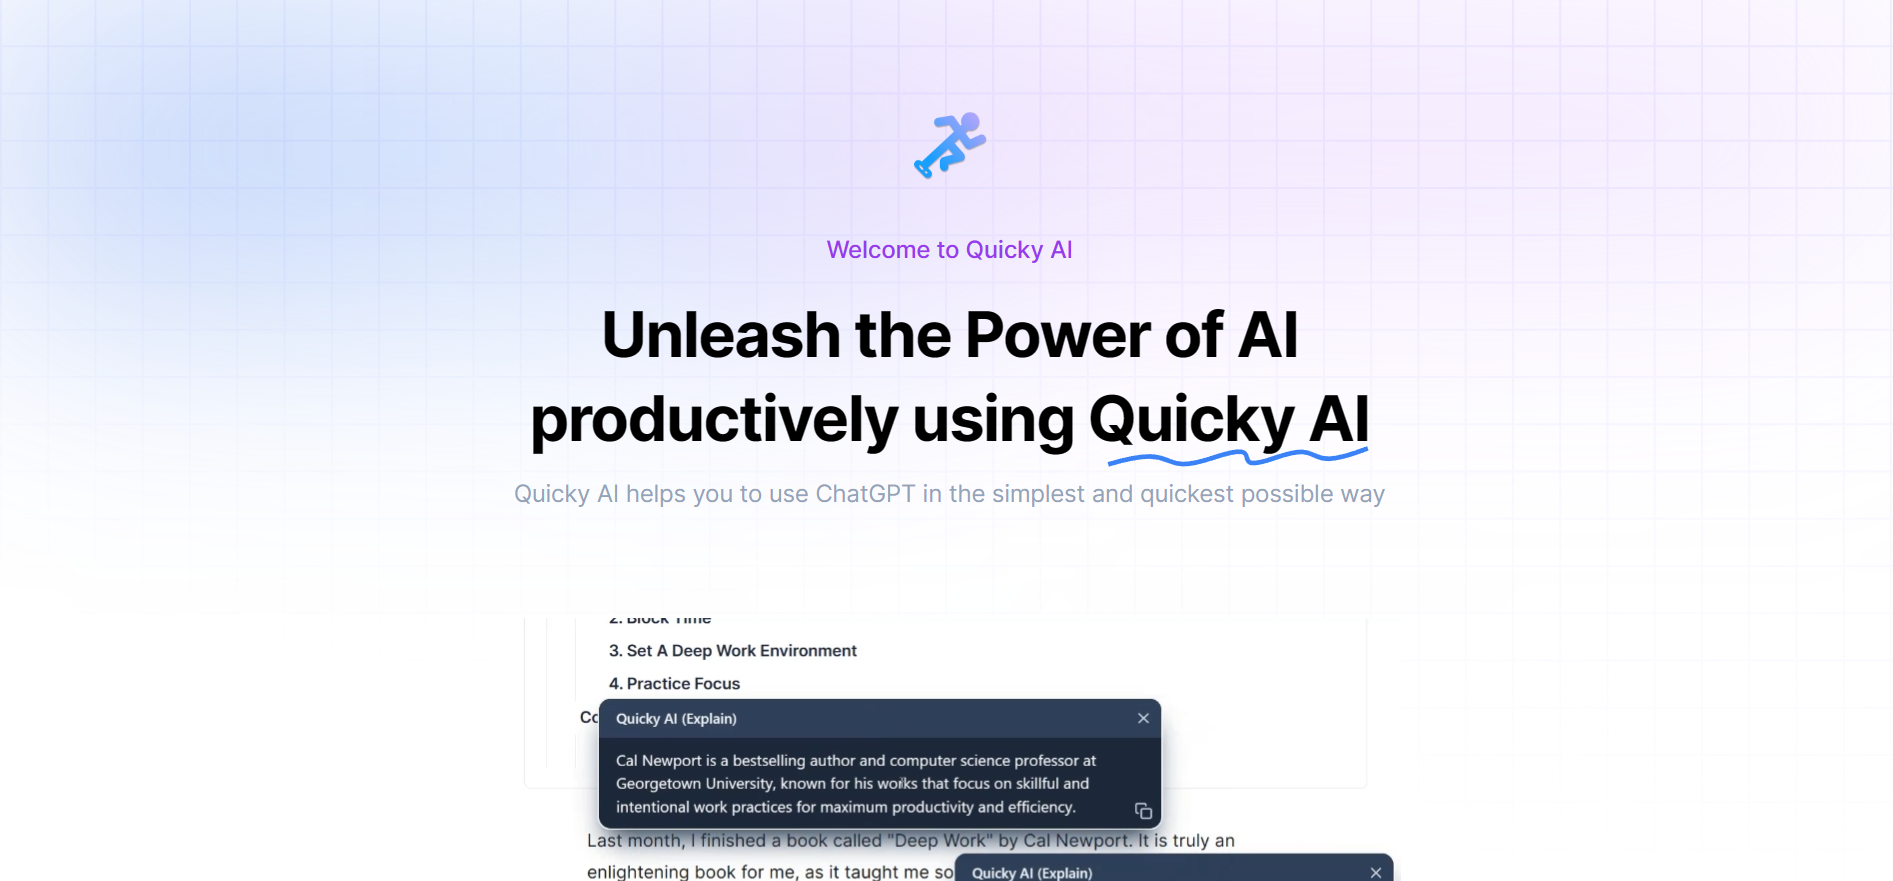 Welcome to Quicky AI
Unleash the Power of AI
productively using Quicky AI
Quicky AI helps you to use ChatGPT in the simplest and quickest possible way
2. Block Time
3. Set A Deep Work Environment
4. Practice Focus
Co
Quicky AI (Explain)
Cal Newport is a bestselling author and computer science professor at
Georgetown University, known for his works that focus on skillful and
intentional work practices for maximum productivity and efficiency.
Last month, I finished a book called "Deep Work" by Cal Newport. It is truly an
enlightening book for me, as it taught me so
Quicky AI (Explain)